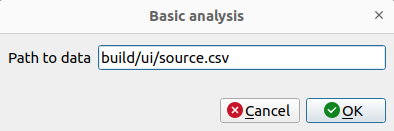 Basic analysis
Path to data build/ui/source.csv
Cancel OK